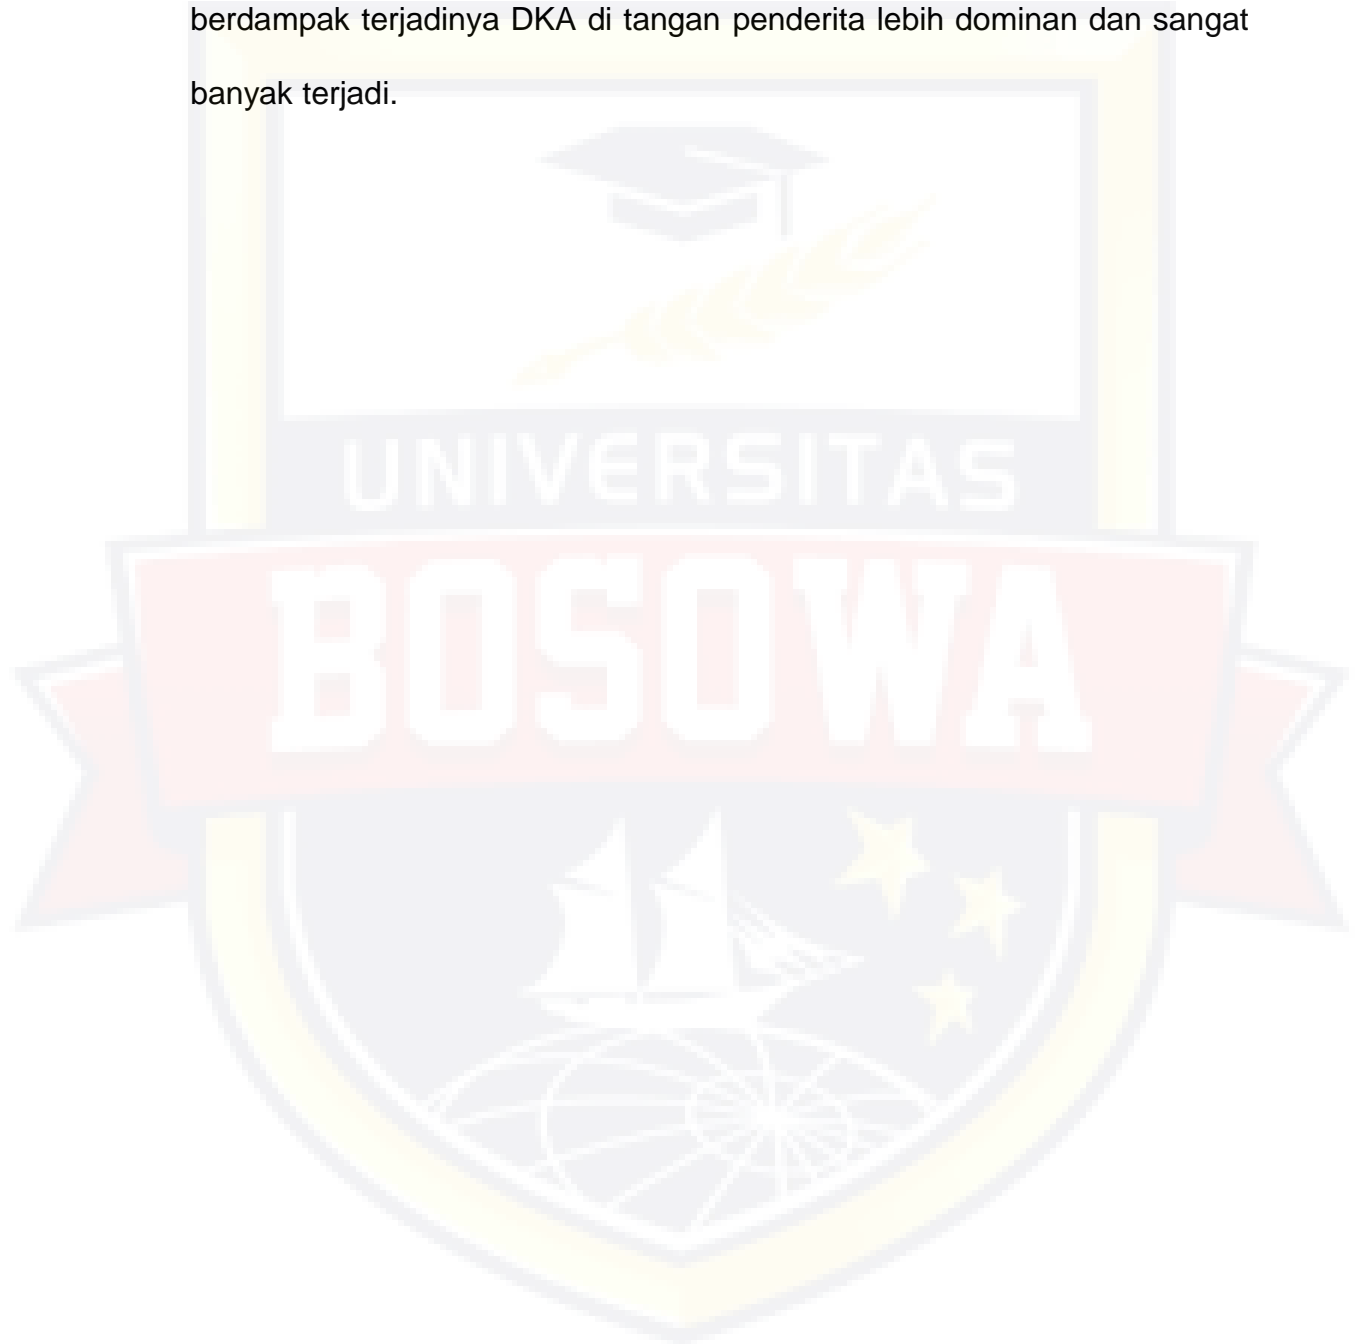 berdampak terjadinya DKA di tangan penderita lebih dominan dan sangat
banyak terjadi.
UNIVERSITAS
BOSOWA